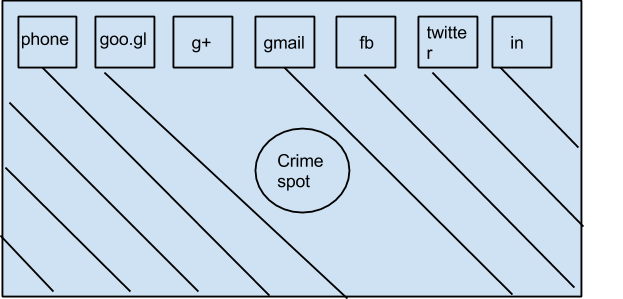 phone
goo.gl
g+
gmail
fb
twitte
r
in
Crime
spot